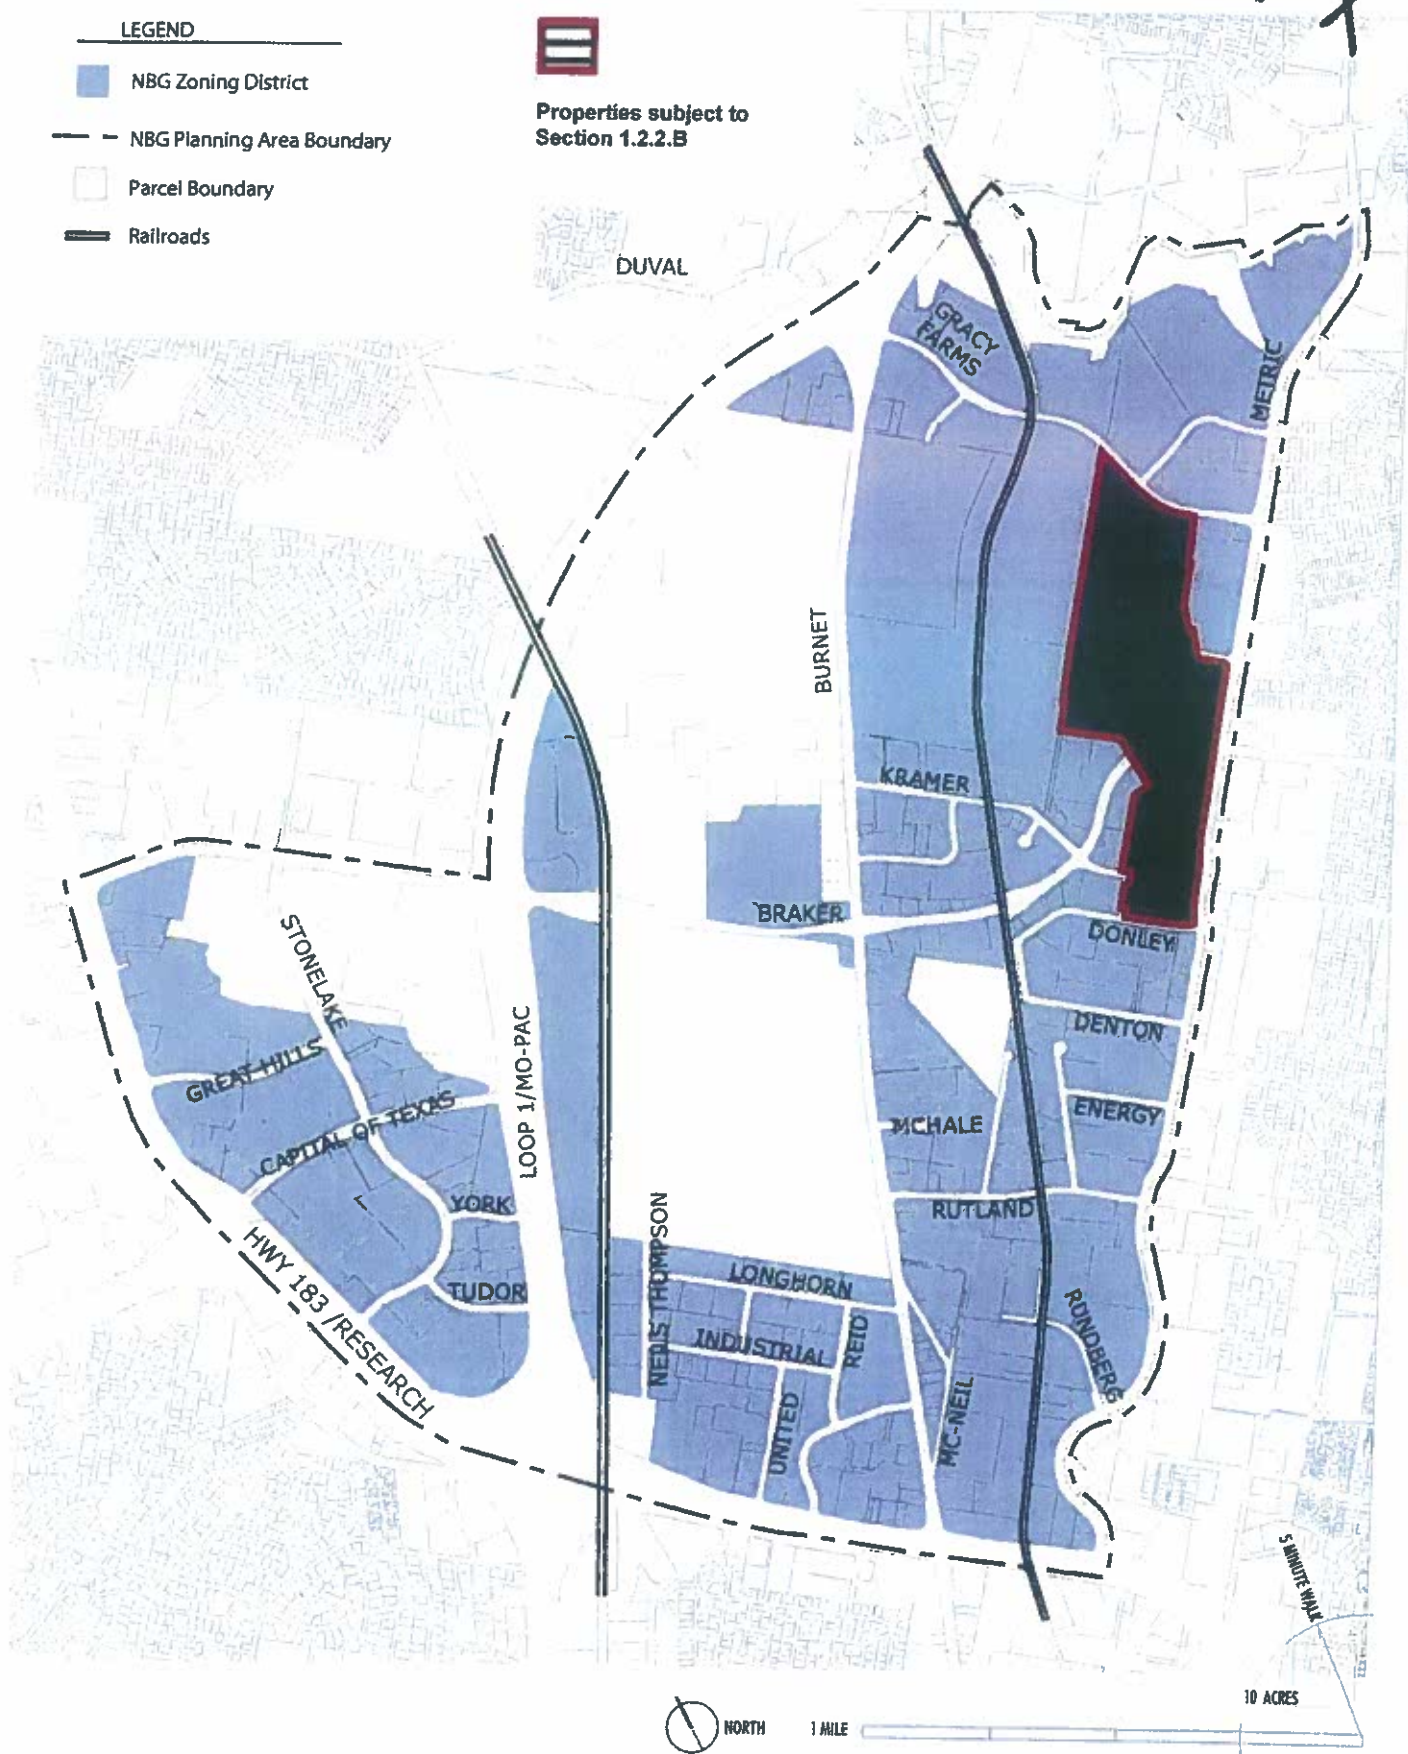 LEGEND
NBG Zoning District
NBG Planning Area Boundary
Parcel Boundary
Railroads
Properties subject to
Section 1.2.2.B
DUVAL
GRACY
FARMS
METRIC
BURNET
KRAMER
BRAKER
DONLEY
STONELAKE
DENTON
GREAT HILLS
LOOP 1/MO-PAC
CAPITAL OF TEXAS
ENERGY
MCHALE
YORK
RUTLAND
HWY 183 /RESEARCH
TUDOR
NEILS THOMPSON
LONGHORN
INDUSTRIAL
REID
RUNDBERG
UNITED
MC-NEIL
5 MINUTE WALK
10 ACRES
NORTH
1 MILE